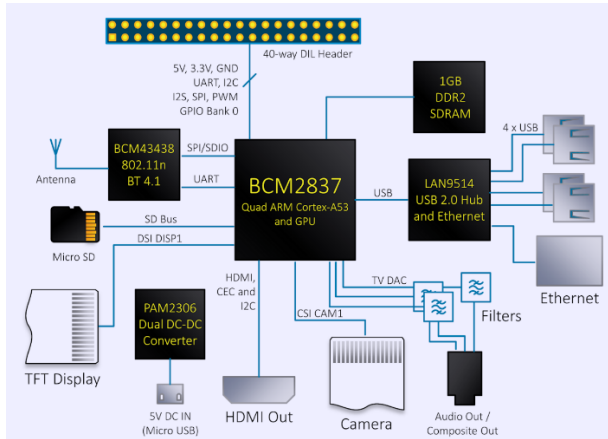 40-way DIL Header
5V, 3.3V, GND
UART, I2C
I2S, SPI, PWM
GPIO Bank 0
1GB
DDR2
SDRAM
4 x USB
BCM43438
802.11n
BT 4.1
SPI/SDIO
UART
Antenna
BCM2837
Quad ARM Cortex-A53
and GPU
USB
LAN9514
USB 2.0 Hub
and Ethernet
SD Bus
Micro SD
DSI DISP1
HDMI,
CEC and
I2C
TV DAC
Ethernet
PAM2306
Dual DC-DC
Converter
CSI CAM1
Filters
TFT Display
5V DC IN
(Micro USB)
HDMI Out
Camera
Audio Out /
Composite Out